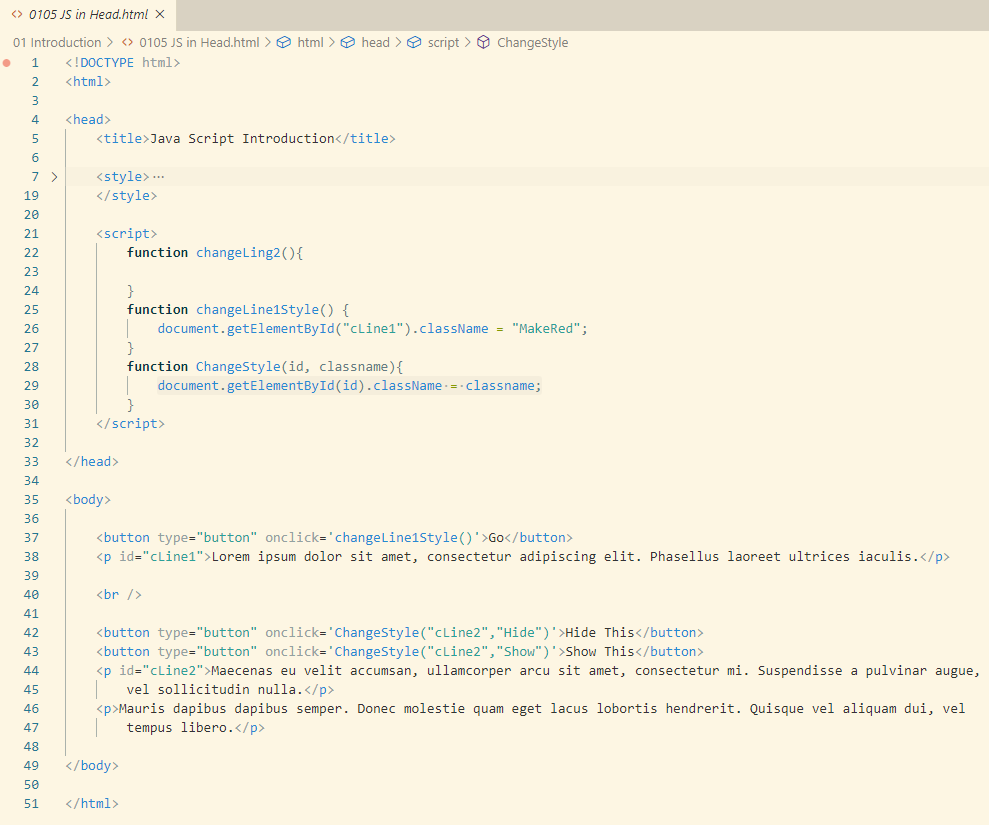 <> 0105 JS in Head.html ×
01 Introduction > <> 0105 JS in Head.html > html > head > script > ChangeStyle
1 <!DOCTYPE html>
2 <html>
3
4 <head>
5     <title>Java Script Introduction</title>
6
7 >     <style>···
19     </style>
20
21     <script>
22         function changeLing2(){
23
24         }
25         function changeLine1Style() {
26             document.getElementById("cLine1").className = "MakeRed";
27         }
28         function ChangeStyle(id, classname){
29             document.getElementById(id).className·=·classname;
30         }
31     </script>
32
33 </head>
34
35 <body>
36
37     <button type="button" onclick='changeLine1Style()'>Go</button>
38     <p id="cLine1">Lorem ipsum dolor sit amet, consectetur adipiscing elit. Phasellus laoreet ultrices iaculis.</p>
39
40     <br />
41
42     <button type="button" onclick='ChangeStyle("cLine2","Hide")'>Hide This</button>
43     <button type="button" onclick='ChangeStyle("cLine2","Show")'>Show This</button>
44     <p id="cLine2">Maecenas eu velit accumsan, ullamcorper arcu sit amet, consectetur mi. Suspendisse a pulvinar augue,
45         vel sollicitudin nulla.</p>
46     <p>Mauris dapibus dapibus semper. Donec molestie quam eget lacus lobortis hendrerit. Quisque vel aliquam dui, vel
47         tempus libero.</p>
48
49 </body>
50
51 </html>